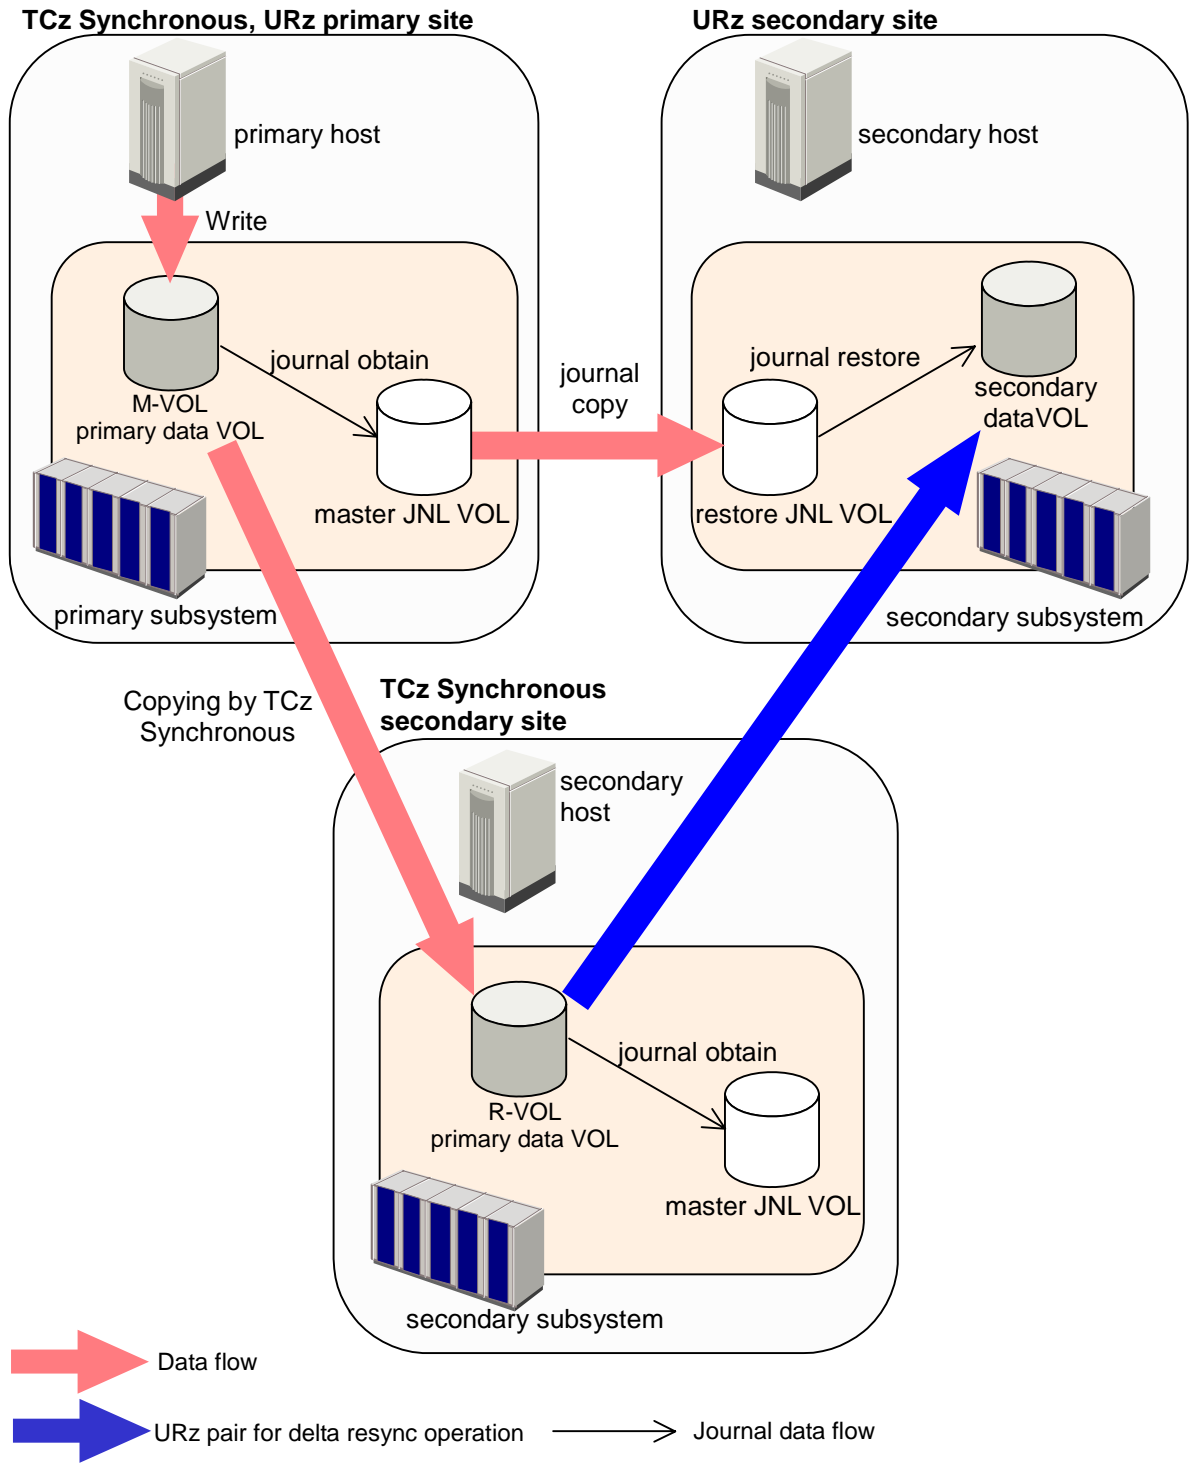 TCz Synchronous, URz primary site
URz secondary site
primary host
secondary host
Write
journal obtain
journal
copy
journal restore
M-VOL
primary data VOL
secondary
dataVOL
master JNL VOL
restore JNL VOL
primary subsystem
secondary subsystem
Copying by TCz
Synchronous
TCz Synchronous
secondary site
secondary
host
journal obtain
R-VOL
primary data VOL
master JNL VOL
secondary subsystem
Data flow
URz pair for delta resync operation
Journal data flow